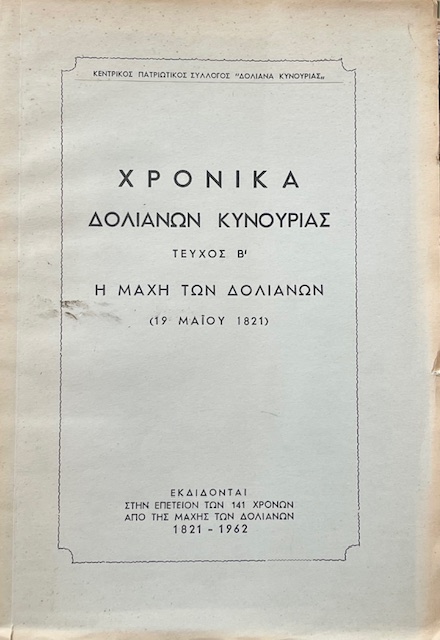 ΚΕΝΤΡΙΚΟΣ ΠΑΤΡΙΩΤΙΚΟΣ ΣΥΛΛΟΓΟΣ "ΔΟΛΙΑΝΑ ΚΥΝΟΥΡΙΑΣ„
ΧΡΟΝΙΚΑ
ΔΟΛΙΑΝΩΝ ΚΥΝΟΥΡΙΑΣ
ΤΕΥΧΟΣ Β'
Η ΜΑΧΗ ΤΩΝ ΔΟΛΙΑΝΩΝ
(19 ΜΑΪΟΥ 1821)
ΕΚΔΙΔΟΝΤΑΙ
ΣΤΗΝ ΕΠΕΤΕΙΟΝ ΤΩΝ 141 ΧΡΟΝΩΝ
ΑΠΟ ΤΗΣ ΜΑΧΗΣ ΤΩΝ ΔΟΛΙΑΝΩΝ
1821 - 1962